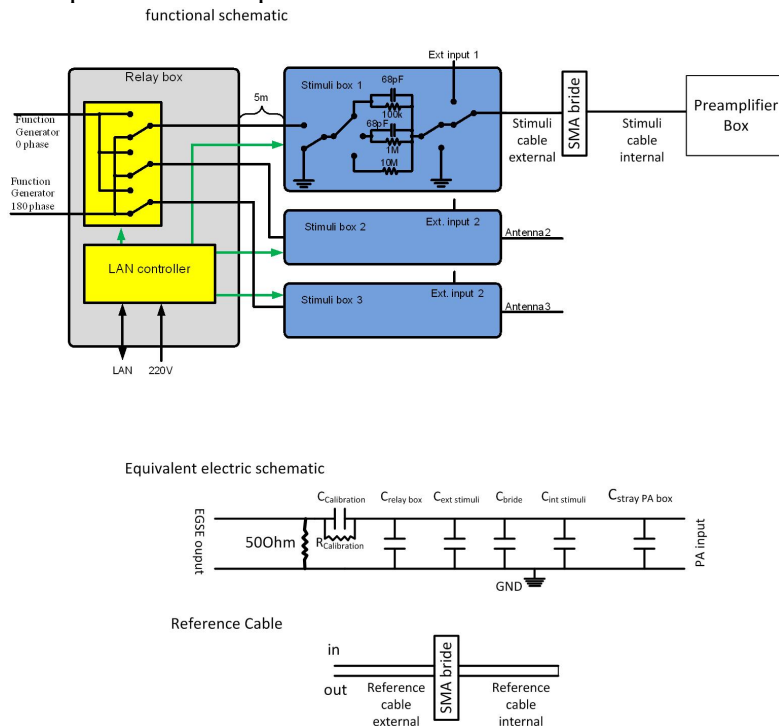 functional schematic
Relay box
5m
Stimuli box 1
Ext input 1
68pF
100k
68pF
1M
10M
Function
Generator
0 phase
Function
Generator
180 phase
Stimuli
cable
external
SMA bride
Stimuli
cable
internal
Preamplifier
Box
Stimuli box 2
Ext. input 2
Antenna2
LAN controller
Stimuli box 3
Ext. input 2
Antenna3
LAN
220V
Equivalent electric schematic
EGSE ouput
50Ohm
CCalibration
RCalibration
Crelay box
Cext stimuli
Cbride
Cint stimuli
Cstray PA box
PA input
GND
Reference Cable
in
out
Reference
cable
external
SMA bride
Reference
cable
internal